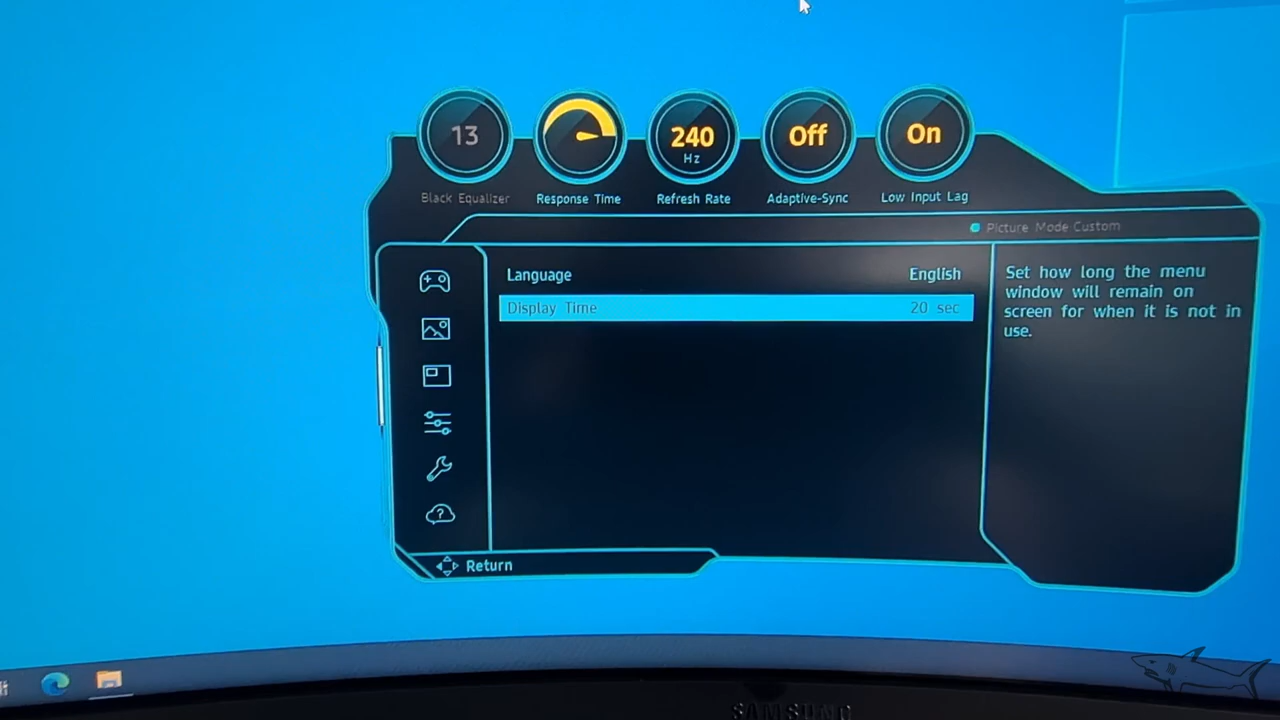 13
240
Hz
Off
On
Black Equalizer
Response Time
Refresh Rate
Adaptive-Sync
Low Input Lag
Picture Mode Custom
Language English
Display Time 20 sec
Set how long the menu
window will remain on
screen for when it is not in
use.
Return
SAMSUNG